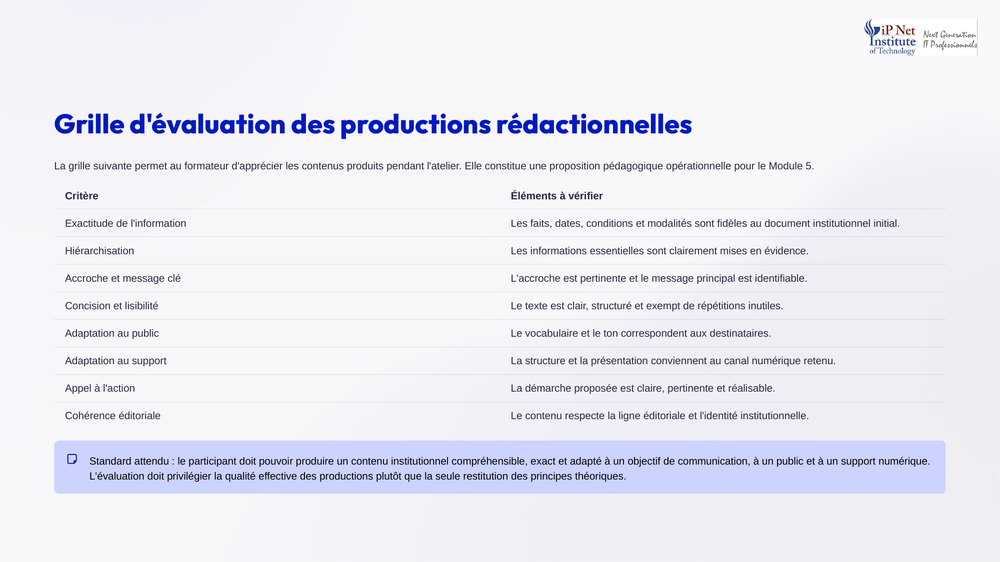 iP Net
Institute
of Technology
Next Generation
IT Professionnels
Grille d'évaluation des productions rédactionnelles
La grille suivante permet au formateur d'apprécier les contenus produits pendant l'atelier. Elle constitue une proposition pédagogique opérationnelle pour le Module 5.
Critère Éléments à vérifier
Exactitude de l'information Les faits, dates, conditions et modalités sont fidèles au document institutionnel initial.
Hiérarchisation Les informations essentielles sont clairement mises en évidence.
Accroche et message clé L'accroche est pertinente et le message principal est identifiable.
Concision et lisibilité Le texte est clair, structuré et exempt de répétitions inutiles.
Adaptation au public Le vocabulaire et le ton correspondent aux destinataires.
Adaptation au support La structure et la présentation conviennent au canal numérique retenu.
Appel à l'action La démarche proposée est claire, pertinente et réalisable.
Cohérence éditoriale Le contenu respecte la ligne éditoriale et l'identité institutionnelle.
Standard attendu : le participant doit pouvoir produire un contenu institutionnel compréhensible, exact et adapté à un objectif de communication, à un public et à un support numérique.
L'évaluation doit privilégier la qualité effective des productions plutôt que la seule restitution des principes théoriques.